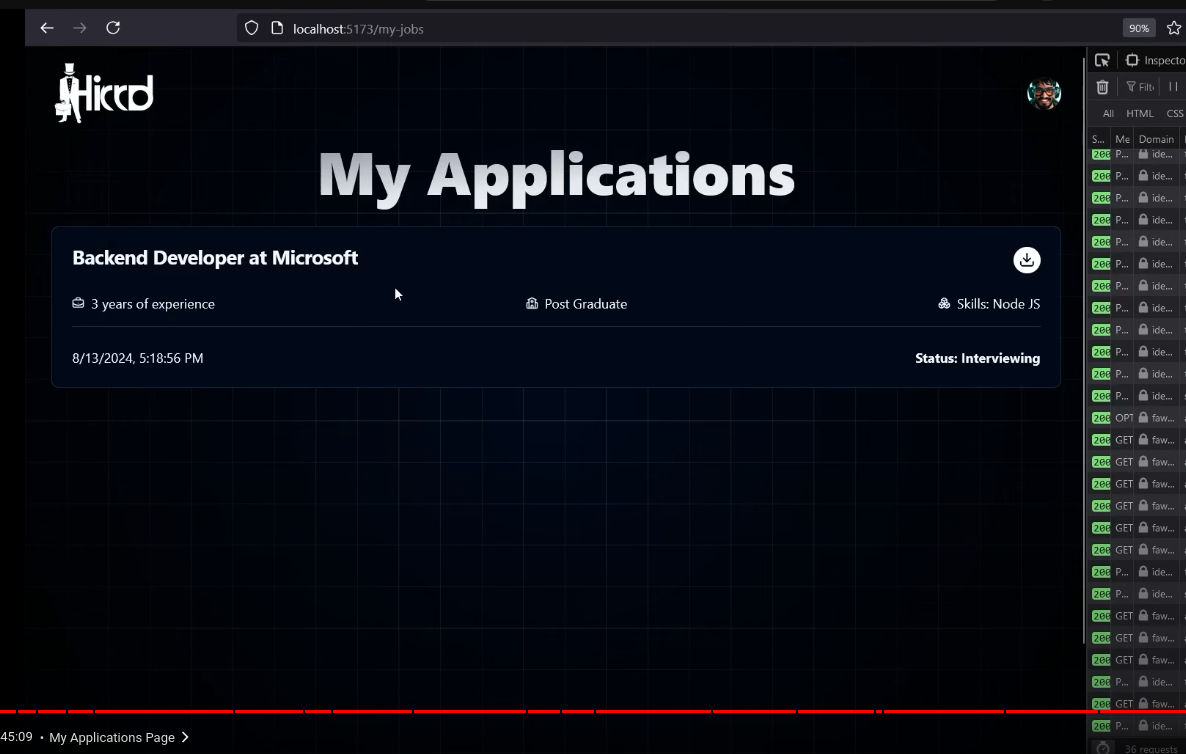 localhost:5173/my-jobs
90%
Inspecto
Hirrd
Filt
All HTML CSS
S... Me Domain
My Applications
200 P... ide...
200 P... ide...
200 P... ide...
200 P... ide...
Backend Developer at Microsoft
200 P... ide...
200 P... ide...
200 P... ide...
3 years of experience
Post Graduate
Skills: Node JS
200 P... ide...
200 P... ide...
8/13/2024, 5:18:56 PM
Status: Interviewing
200 P... ide...
200 P... ide...
200 P... ide...
200 OPT faw...
200 GET faw...
200 GET faw...
200 GET faw...
200 GET faw...
200 GET faw...
200 GET faw...
200 P... ide...
200 P... ide...
200 GET faw...
200 GET faw...
200 GET faw...
200 P... ide...
200 GET faw...
200 P... ide...
45:09 • My Applications Page
36 requests